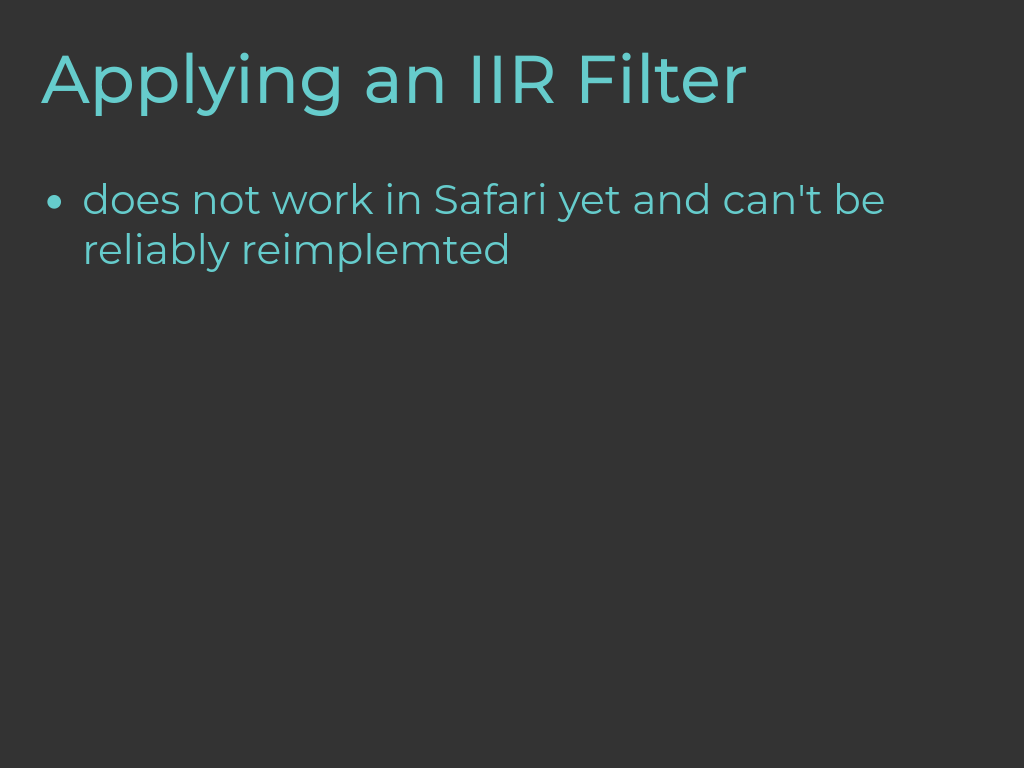 Applying an IIR Filter
• does not work in Safari yet and can't be
reliably reimplemted